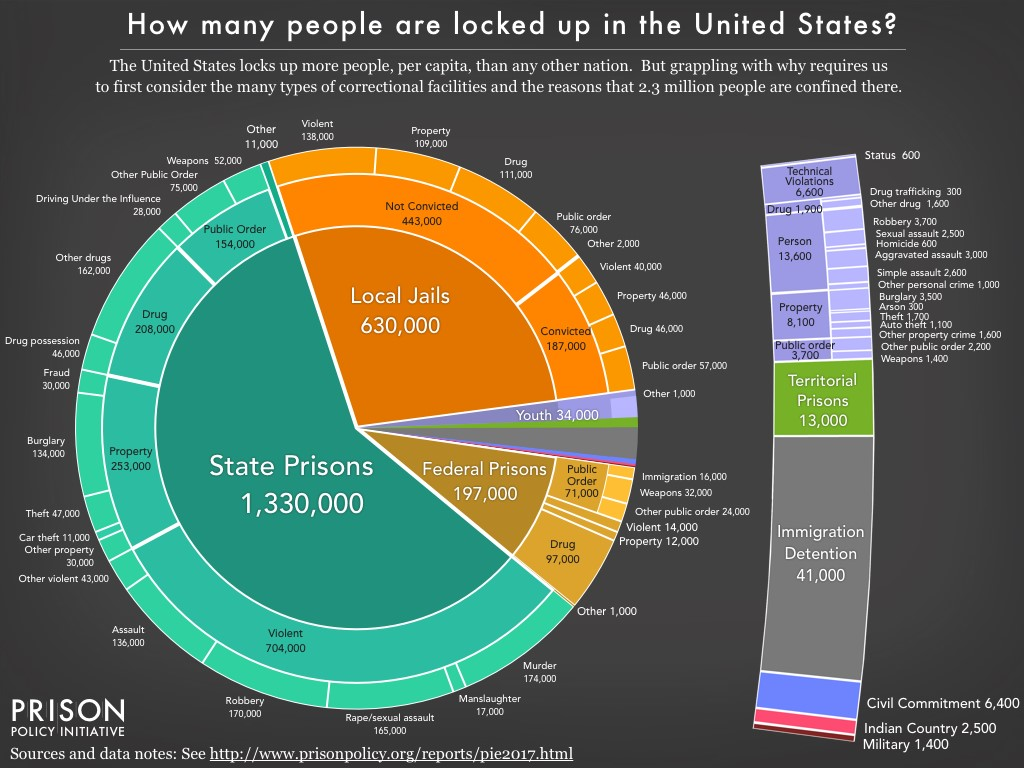 How many people are locked up in the United States?
The United States locks up more people, per capita, than any other nation.  But grappling with why requires us
to first consider the many types of correctional facilities and the reasons that 2.3 million people are confined there.
Other
11,000
Violent
138,000
Property
109,000
Drug
111,000
Public order
76,000
Other 2,000
Violent 40,000
Property 46,000
Drug 46,000
Public order 57,000
Other 1,000
Not Convicted
443,000
Convicted
187,000
Local Jails
630,000
Weapons 52,000
Other Public Order
75,000
Driving Under the Influence
28,000
Public Order
154,000
Other drugs
162,000
Drug
208,000
Drug possession
46,000
Fraud
30,000
Burglary
134,000
Property
253,000
Theft 47,000
Car theft 11,000
Other property
30,000
Other violent 43,000
Assault
136,000
Robbery
170,000
Rape/sexual assault
165,000
Manslaughter
17,000
Murder
174,000
Violent
704,000
State Prisons
1,330,000
Youth 34,000
Federal Prisons
197,000
Public
Order
71,000
Drug
97,000
Immigration 16,000
Weapons 32,000
Other public order 24,000
Violent 14,000
Property 12,000
Other 1,000
Status 600
Technical
Violations
6,600
Drug trafficking 300
Other drug 1,600
Drug 1,900
Robbery 3,700
Sexual assault 2,500
Homicide 600
Aggravated assault 3,000
Simple assault 2,600
Other personal crime 1,000
Person
13,600
Burglary 3,500
Arson 300
Theft 1,700
Auto theft 1,100
Other property crime 1,600
Property
8,100
Other public order 2,200
Weapons 1,400
Public order
3,700
Territorial
Prisons
13,000
Immigration
Detention
41,000
Civil Commitment 6,400
Indian Country 2,500
Military 1,400
PRISON
POLICY INITIATIVE
Sources and data notes: See http://www.prisonpolicy.org/reports/pie2017.html